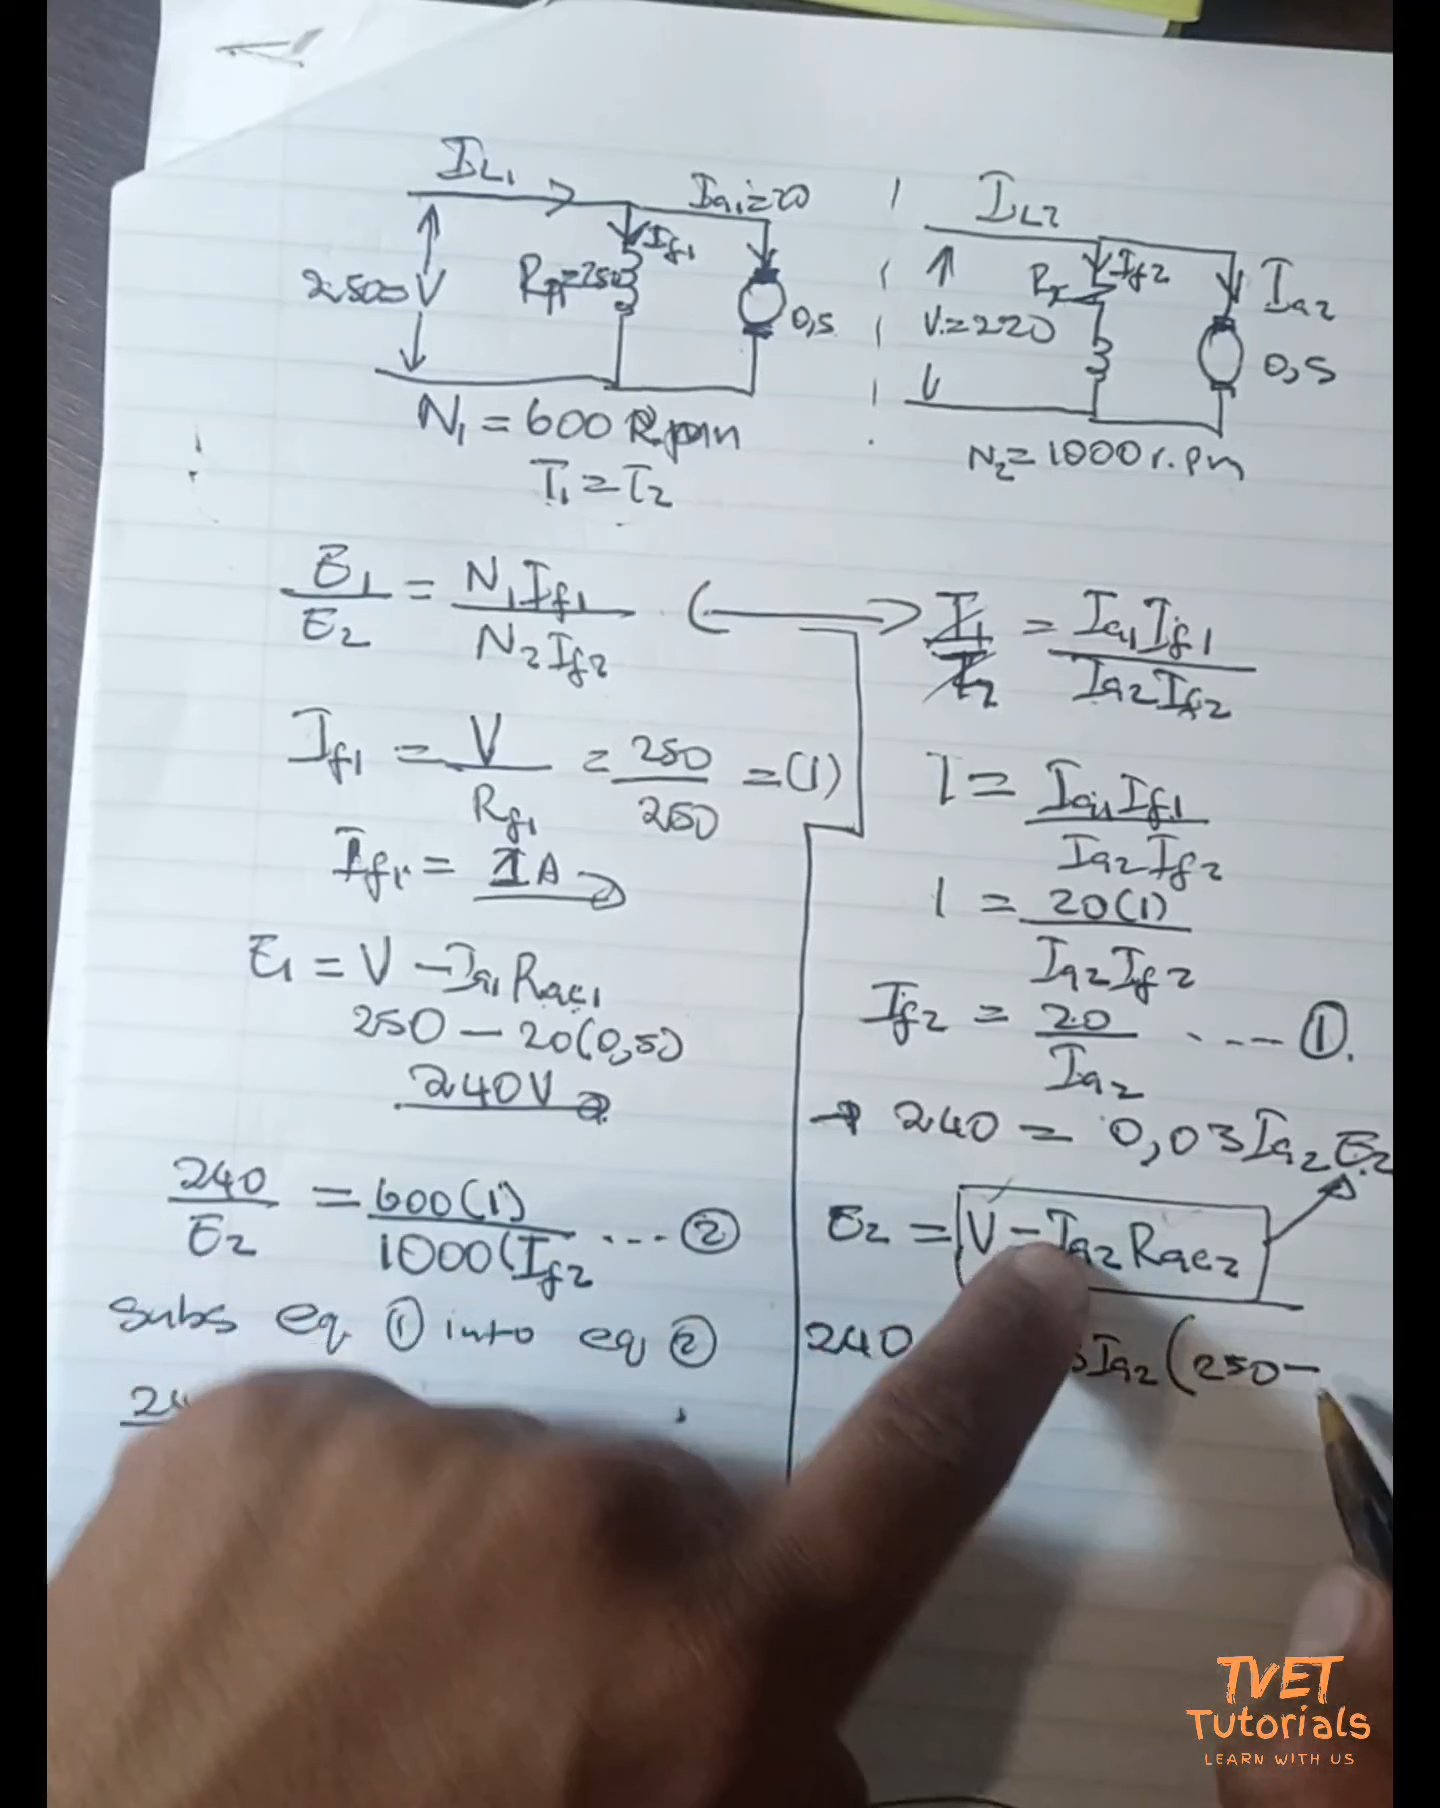 IL1
Ia1=20
If1
250=V
Rf1=250
0,5
N1 = 600 Rpm
T1 = T2
IL2
If2
Rx
Ia2
V=220
0,5
N2=1000 r.pm
E1/E2 = N1If1/N2If2
If1 = V/Rf1 = 250/250 = (1)
If1 = 1A
E1 = V - Ia1Rae1
250 - 20(0,5)
240V
240/E2 = 600(1)/1000(If2 ---- ②
Subs eq ① into eq ②
24
T1/T2 = Ia1If1/Ia2If2
1 = Ia1If1/Ia2If2
1 = 20(1)/Ia2If2
If2 = 20/Ia2 ---- ①.
→ 240 = 0,03Ia2E2
E2 = V - Ia2Rae2
240 Ia2(250-
TVET
Tutorials
LEARN WITH US